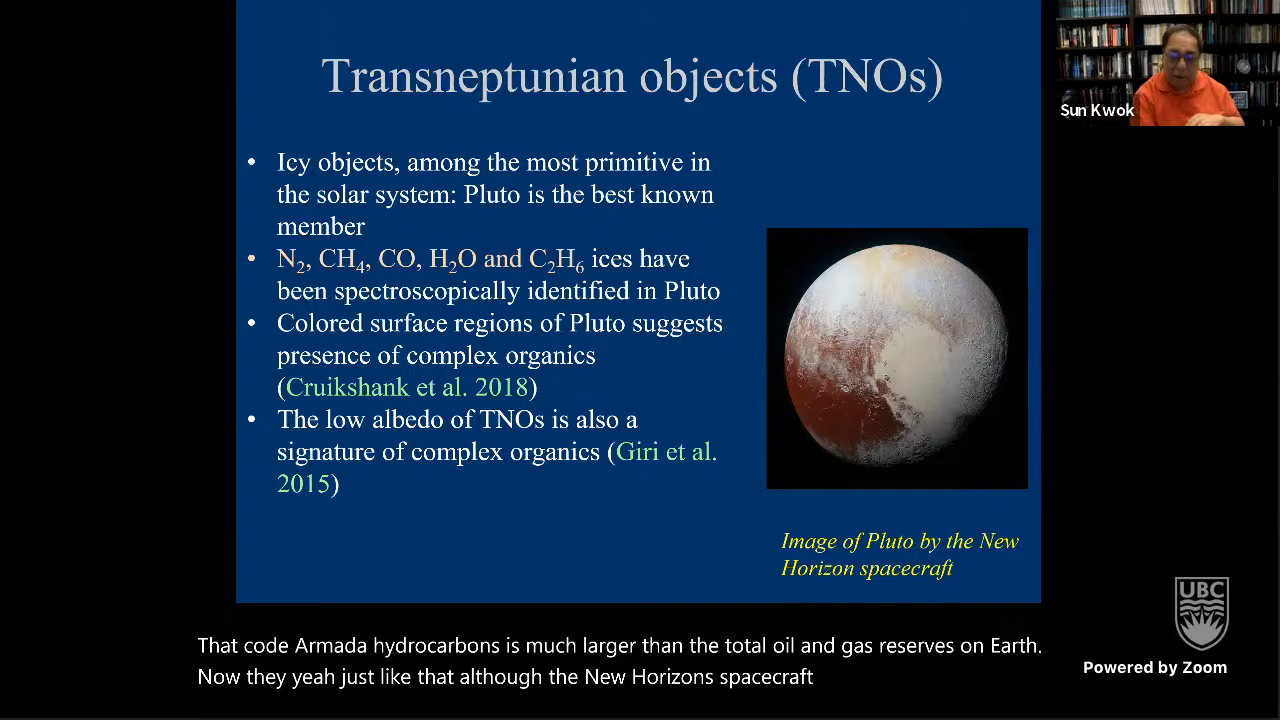 Transneptunian objects (TNOs)
Sun Kwok
• Icy objects, among the most primitive in
the solar system: Pluto is the best known
member
• N₂, CH₄, CO, H₂O and C₂H₆ ices have
been spectroscopically identified in Pluto
• Colored surface regions of Pluto suggests
presence of complex organics
(Cruikshank et al. 2018)
• The low albedo of TNOs is also a
signature of complex organics (Giri et al.
2015)
Image of Pluto by the New
Horizon spacecraft
UBC
Powered by Zoom
That code Armada hydrocarbons is much larger than the total oil and gas reserves on Earth.
Now they yeah just like that although the New Horizons spacecraft